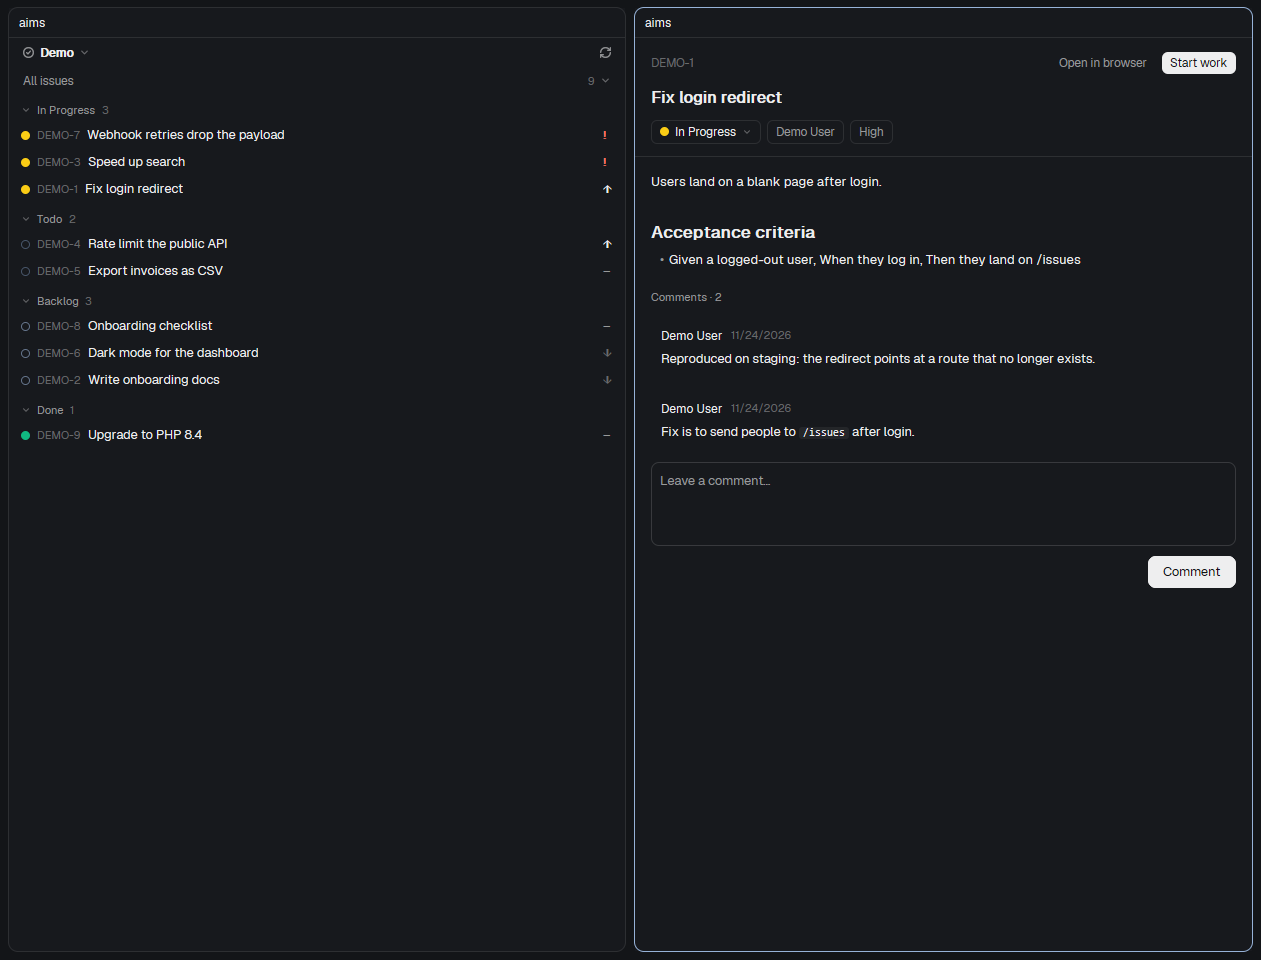 aims
Demo
All issues 9
In Progress 3
DEMO-7 Webhook retries drop the payload !
DEMO-3 Speed up search !
DEMO-1 Fix login redirect
Todo 2
DEMO-4 Rate limit the public API
DEMO-5 Export invoices as CSV
Backlog 3
DEMO-8 Onboarding checklist
DEMO-6 Dark mode for the dashboard
DEMO-2 Write onboarding docs
Done 1
DEMO-9 Upgrade to PHP 8.4
aims
DEMO-1 Open in browser Start work
Fix login redirect
In Progress Demo User High
Users land on a blank page after login.
Acceptance criteria
• Given a logged-out user, When they log in, Then they land on /issues
Comments · 2
Demo User 11/24/2026
Reproduced on staging: the redirect points at a route that no longer exists.
Demo User 11/24/2026
Fix is to send people to /issues after login.
Leave a comment…
Comment